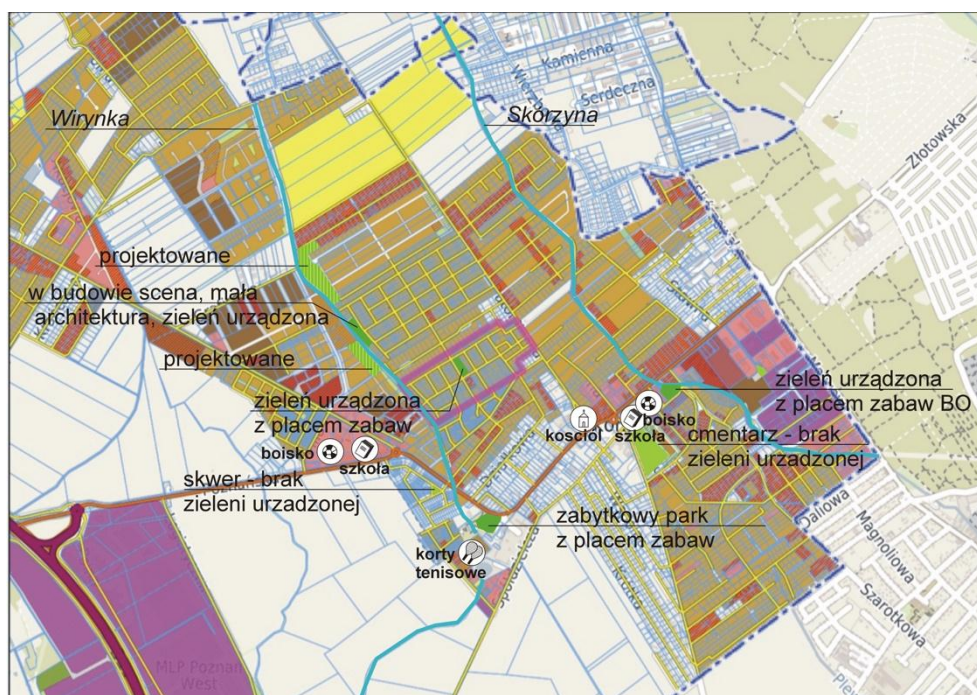 Kamienna
Serdeczna
Wirynka
Skórzyna
Złotowska
projektowane
w budowie scena, mała
architektura, zieleń urządzona
projektowane
zieleń urządzona
z placem zabaw
zieleń urządzona
z placem zabaw BO
kościół
szkoła
boisko
cmentarz - brak
zieleni urzadzonej
boisko
szkoła
skwer - brak
zieleni urzadzonej
zabytkowy park
z placem zabaw
korty
tenisowe
Daliowa
Magnoliowa
Szarotkowa
Krótka
MLP Poznań
West